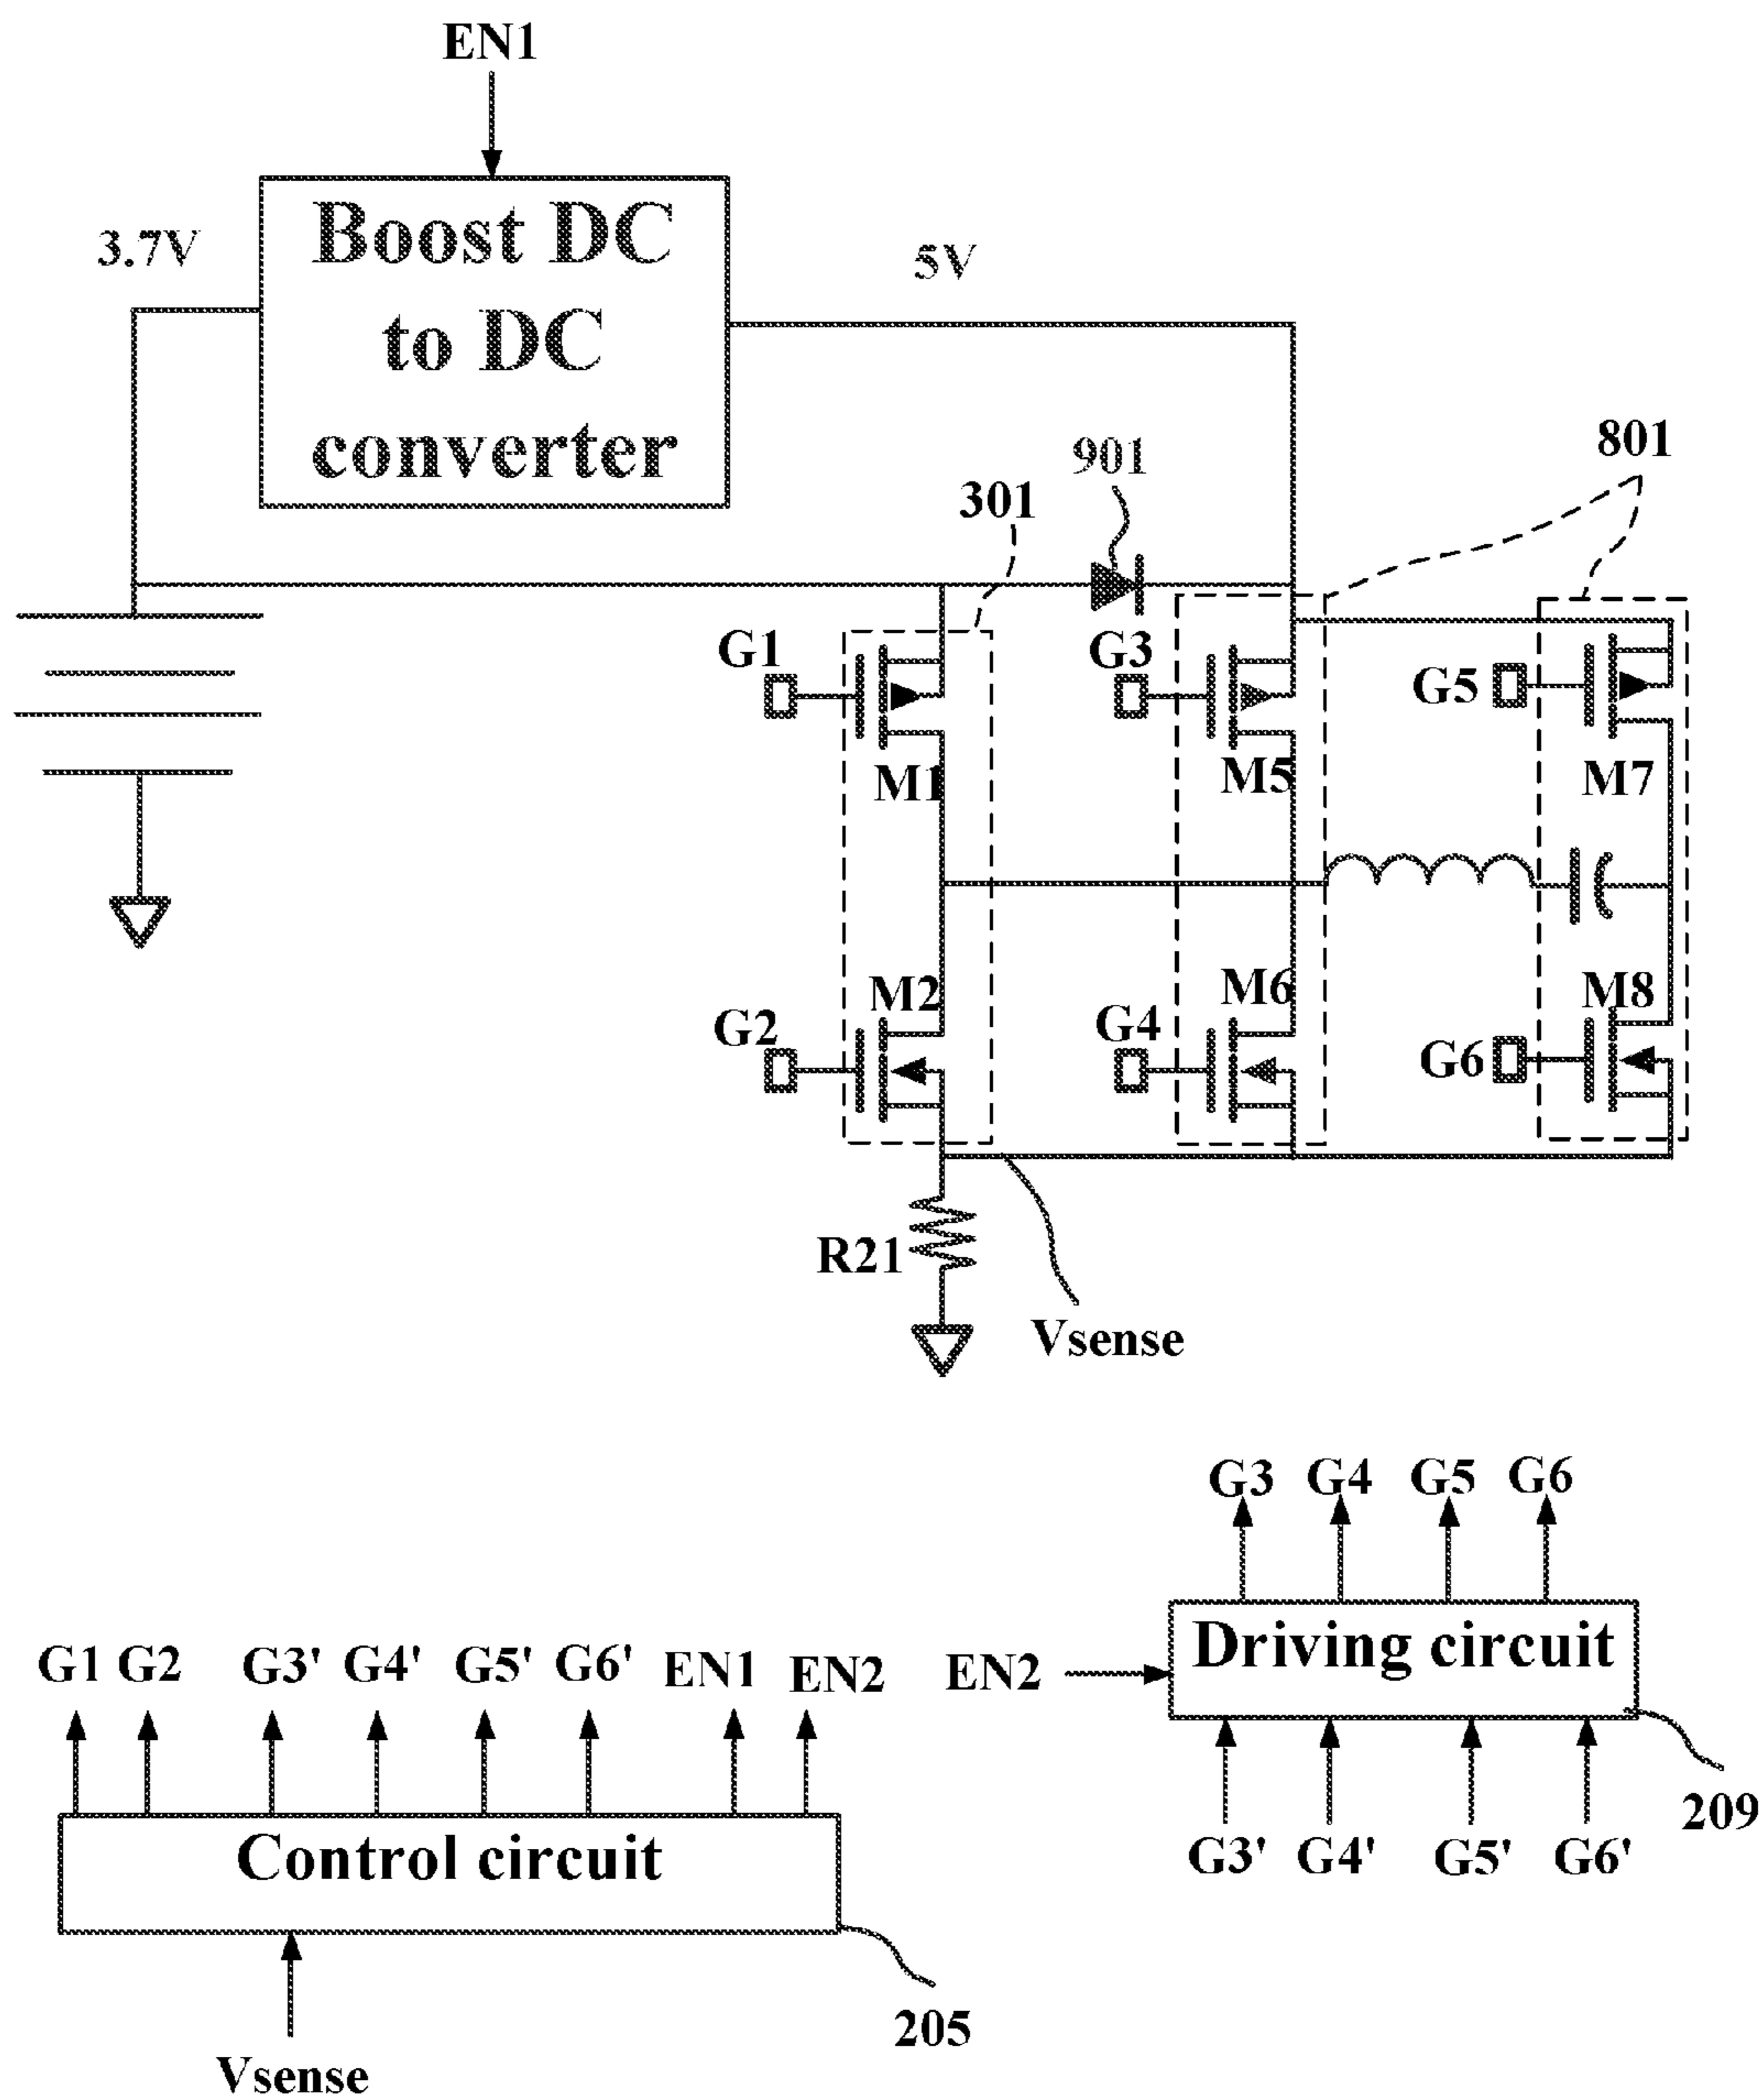 EN1
3.7V
Boost DC
to DC
converter
5V
901
801
301
G1
G3
G5
M1
M5
M7
M2
M6
M8
G2
G4
G6
R21
Vsense
G3 G4 G5 G6
Driving circuit
EN2
209
G3' G4' G5' G6'
G1 G2 G3' G4' G5' G6' EN1 EN2
Control circuit
205
Vsense